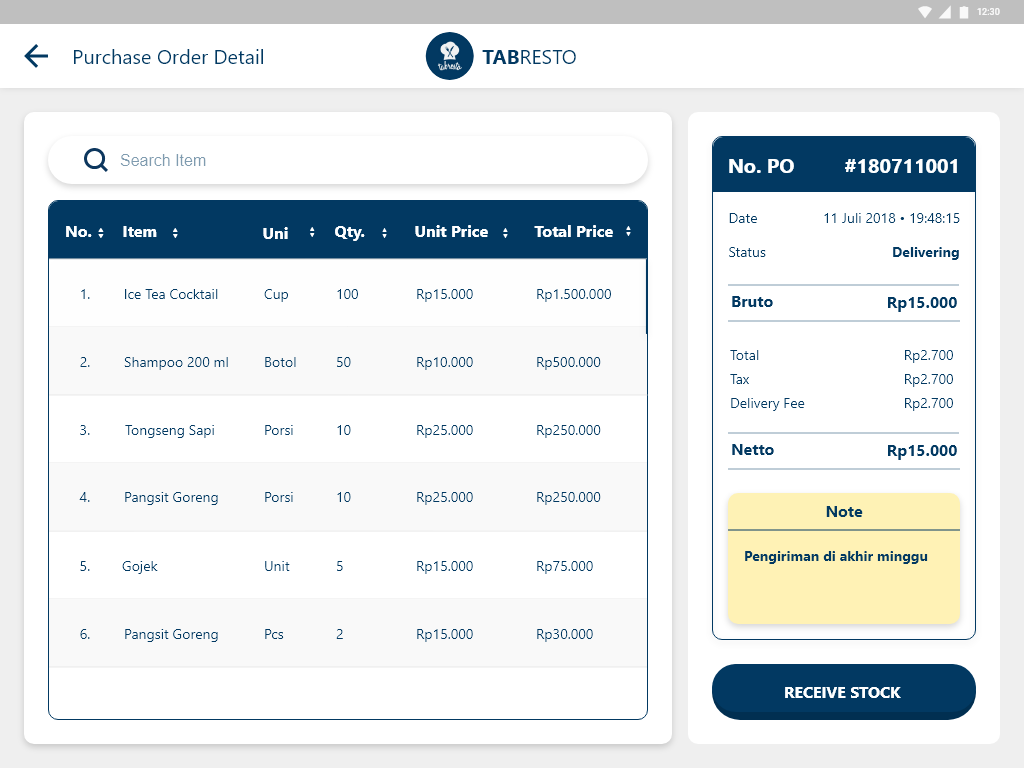 12:30
Purchase Order Detail
tabresto
TABRESTO
Search Item
No. Item Uni Qty. Unit Price Total Price
1. Ice Tea Cocktail Cup 100 Rp15.000 Rp1.500.000
2. Shampoo 200 ml Botol 50 Rp10.000 Rp500.000
3. Tongseng Sapi Porsi 10 Rp25.000 Rp250.000
4. Pangsit Goreng Porsi 10 Rp25.000 Rp250.000
5. Gojek Unit 5 Rp15.000 Rp75.000
6. Pangsit Goreng Pcs 2 Rp15.000 Rp30.000
No. PO #180711001
Date 11 Juli 2018 • 19:48:15
Status Delivering
Bruto Rp15.000
Total Rp2.700
Tax Rp2.700
Delivery Fee Rp2.700
Netto Rp15.000
Note
Pengiriman di akhir minggu
RECEIVE STOCK